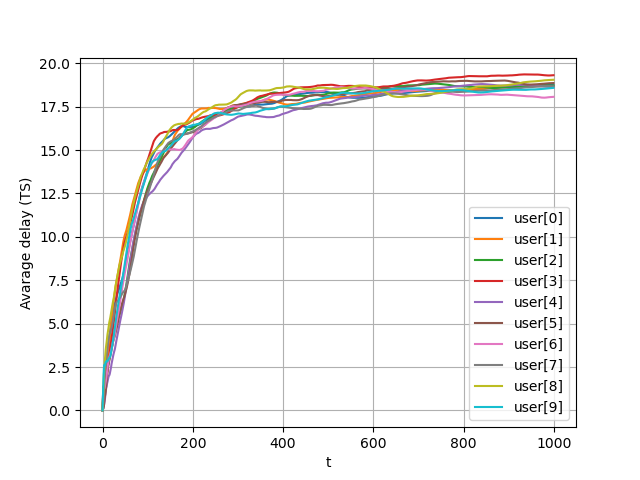 20.0
17.5
15.0
12.5
10.0
7.5
5.0
2.5
0.0
Avarage delay (TS)
0 200 400 600 800 1000
t
user[0]
user[1]
user[2]
user[3]
user[4]
user[5]
user[6]
user[7]
user[8]
user[9]